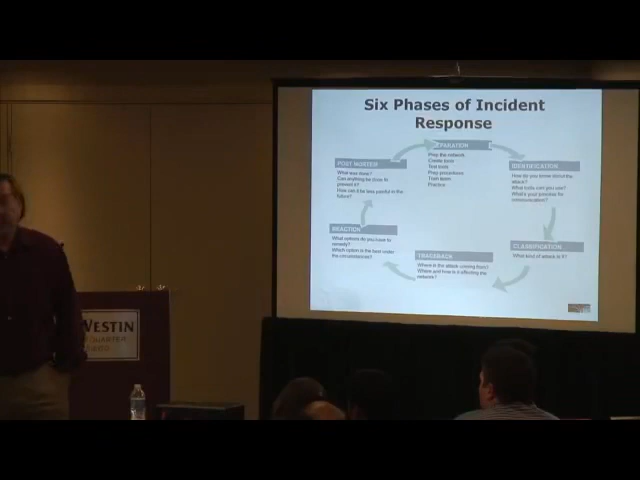 Six Phases of Incident
Response
PREPARATION
Prep the network
Create tools
Test tools
Prep procedures
Train team
Practice
IDENTIFICATION
How do you know about the
attack?
What tools can you use?
What's your process for
communication?
CLASSIFICATION
What kind of attack is it?
TRACEBACK
Where is the attack coming from?
Where and how is it affecting the
network?
REACTION
What options do you have to
remedy?
Which option is the best under
the circumstances?
POST MORTEM
What was done?
Can anything be done to
prevent it?
How can it be less painful in the
future?
WESTIN